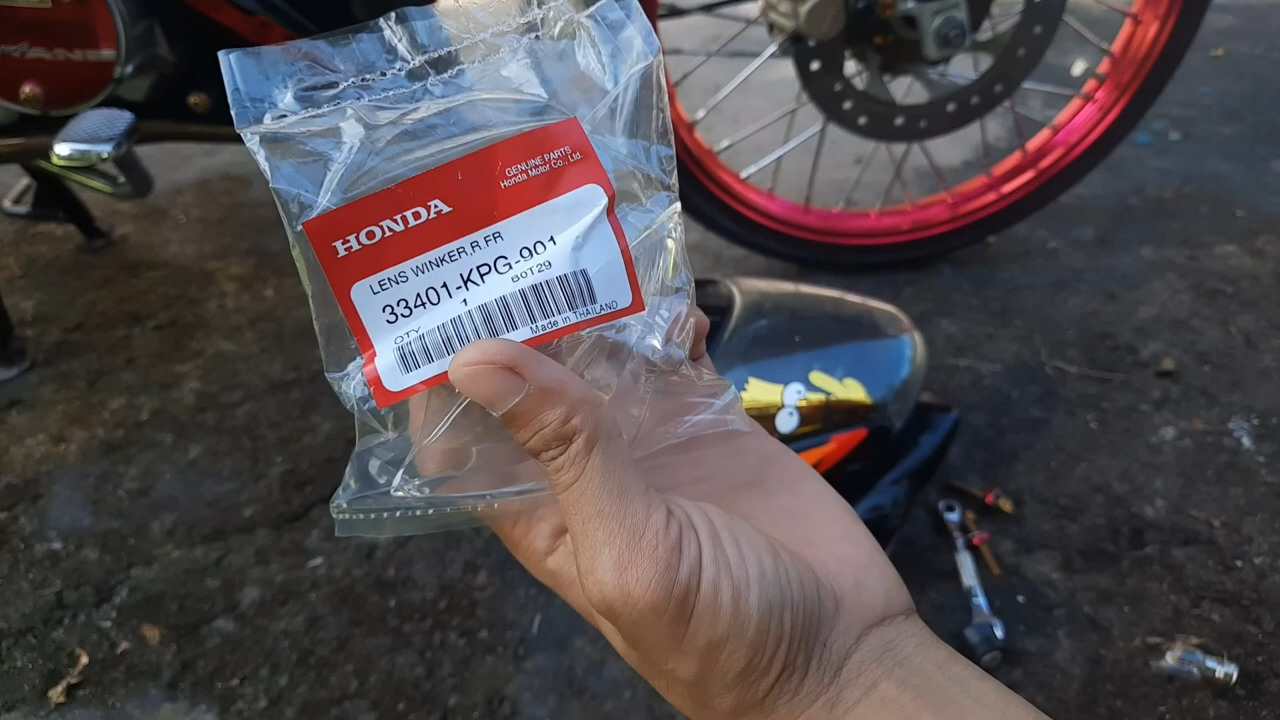 GENUINE PARTS
Honda Motor Co., Ltd.
HONDA
LENS WINKER,R,FR
33401-KPG-901
QTY 1 B0T29
Made in THAILAND